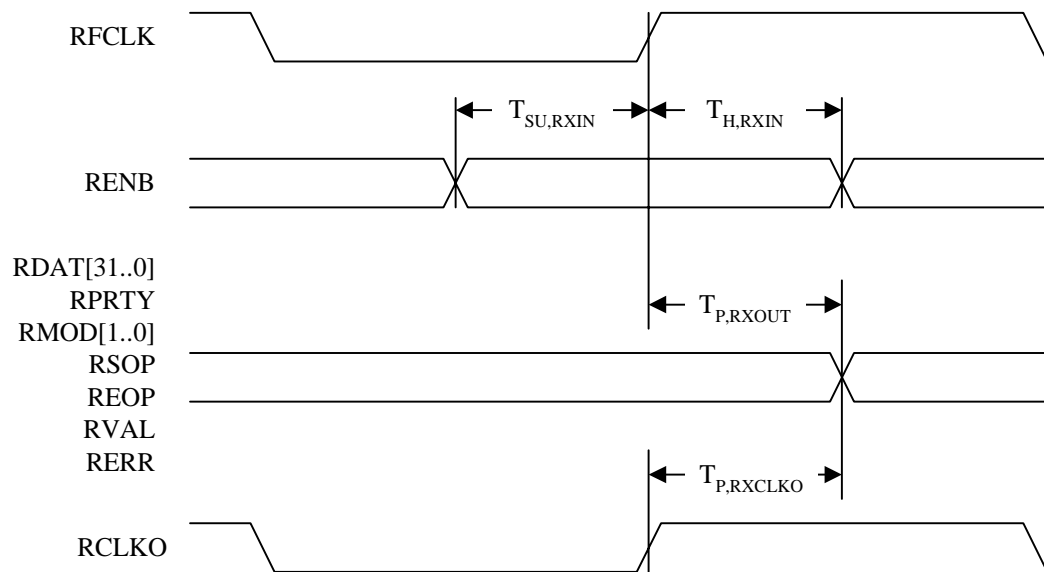 RFCLK
T_SU,RXIN T_H,RXIN
RENB
RDAT[31..0]
RPRTY
T_P,RXOUT
RMOD[1..0]
RSOP
REOP
RVAL
RERR
T_P,RXCLKO
RCLKO